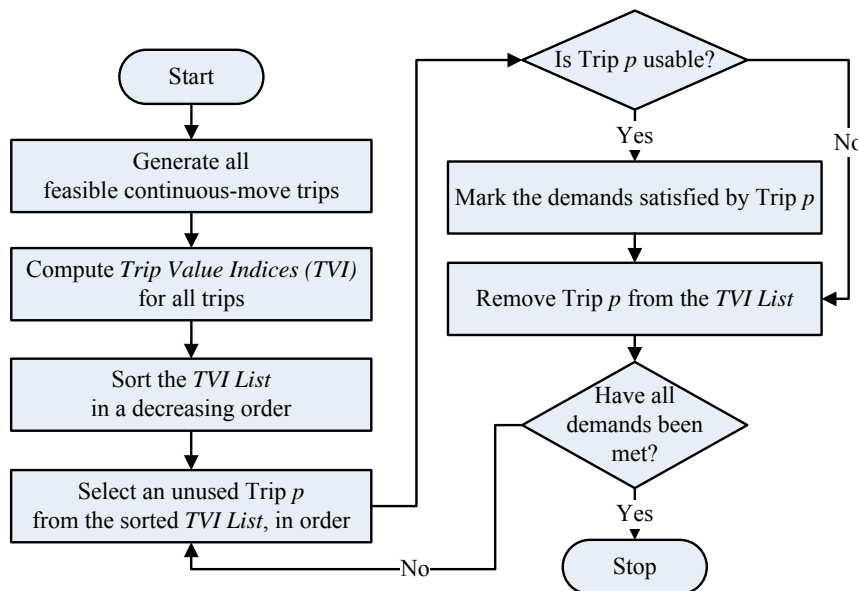 Start
Generate all
feasible continuous-move trips
Compute Trip Value Indices (TVI)
for all trips
Sort the TVI List
in a decreasing order
Select an unused Trip p
from the sorted TVI List, in order
Is Trip p usable?
Yes
No
Mark the demands satisfied by Trip p
Remove Trip p from the TVI List
Have all
demands been
met?
No
Yes
Stop